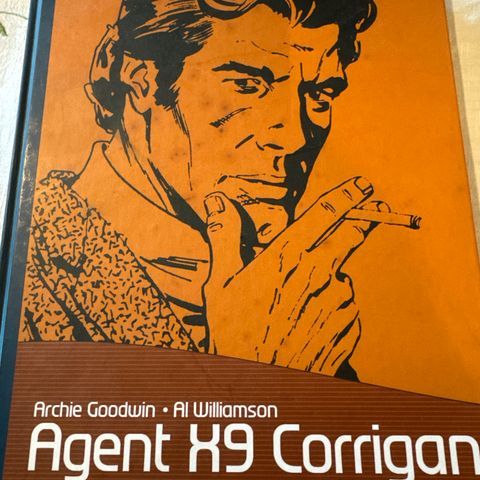 Archie Goodwin • Al Williamson
Agent X9 Corrigan